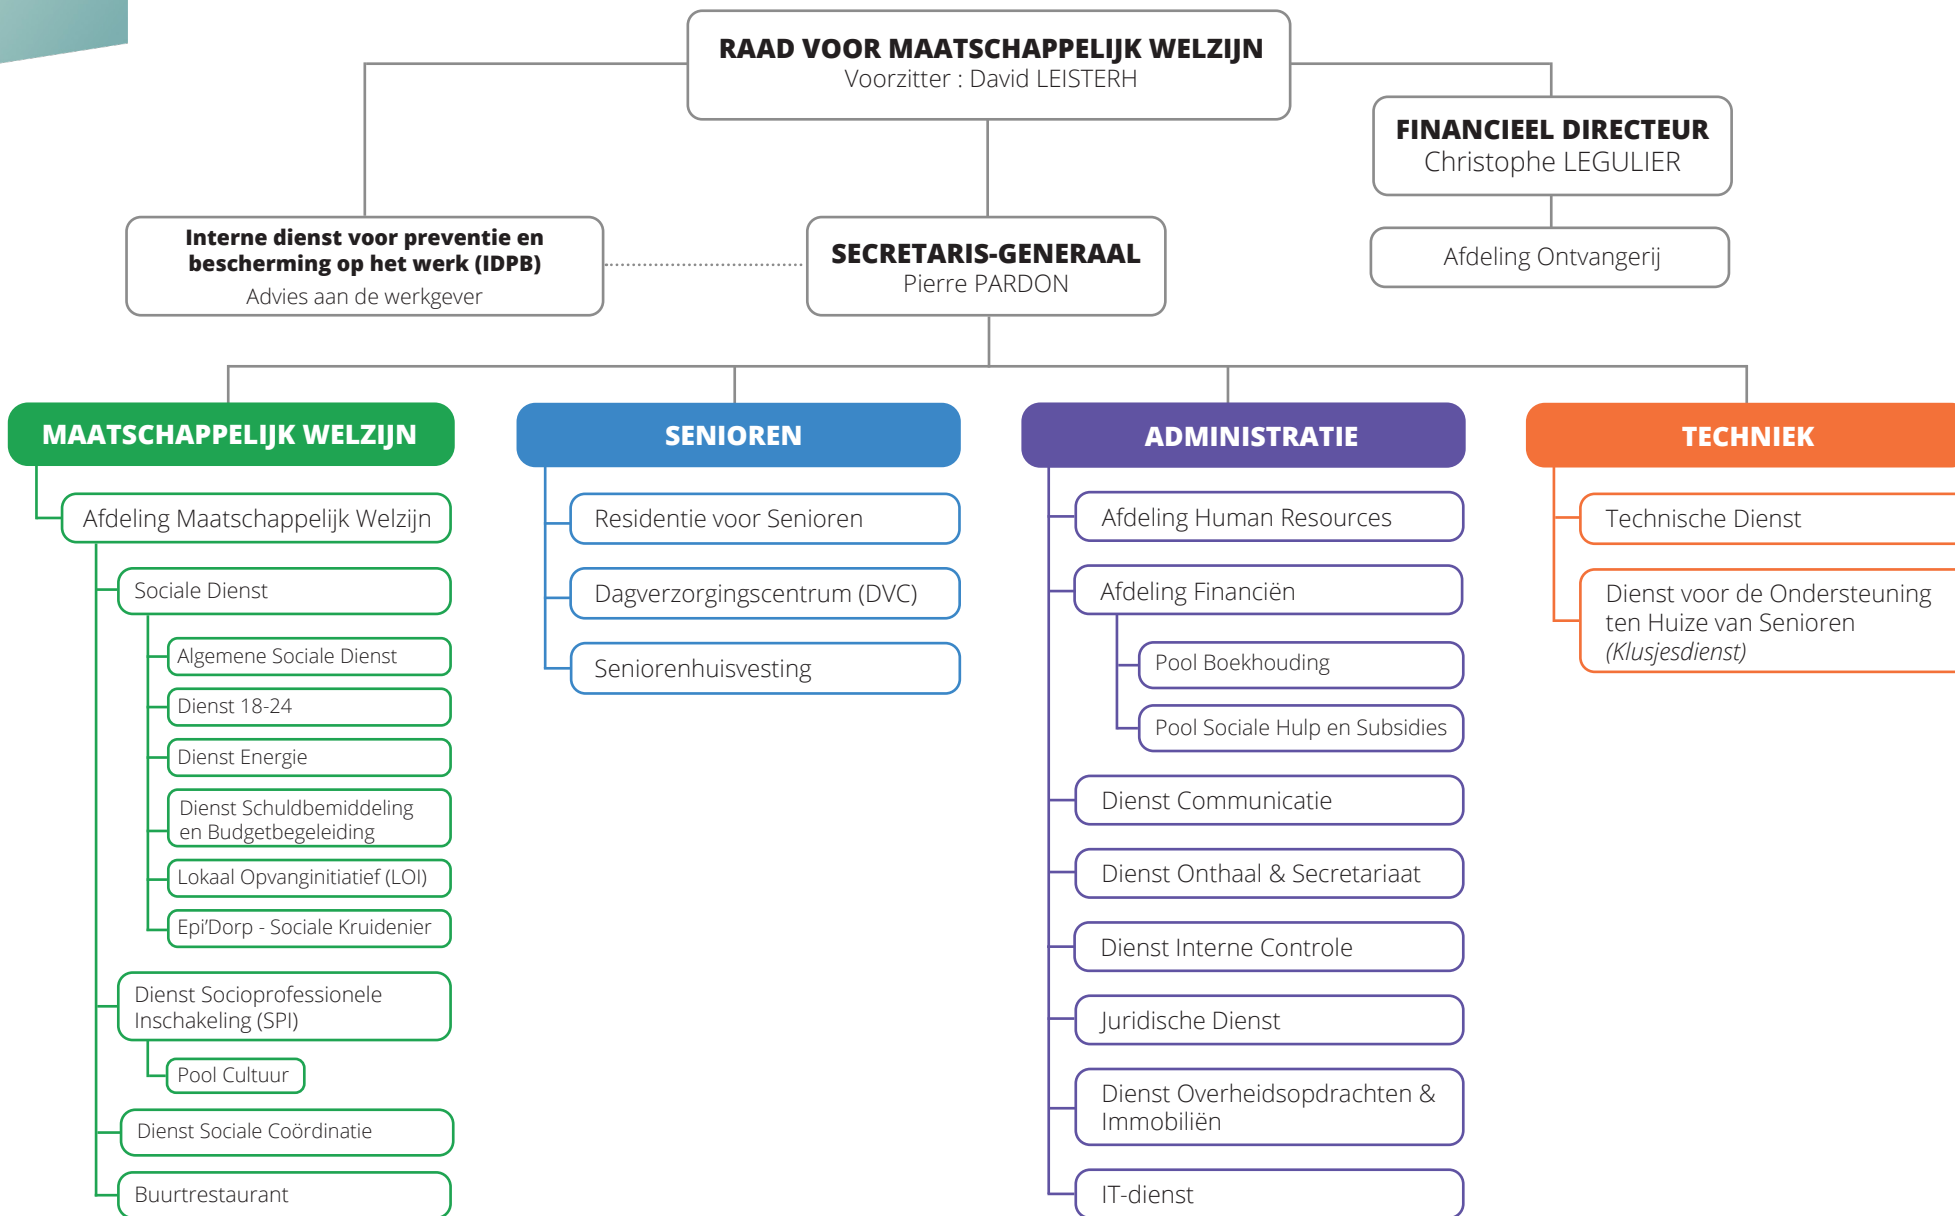 RAAD VOOR MAATSCHAPPELIJK WELZIJN
Voorzitter : David LEISTERH
FINANCIEEL DIRECTEUR
Christophe LEGULIER
Afdeling Ontvangerij
Interne dienst voor preventie en
bescherming op het werk (IDPB)
Advies aan de werkgever
SECRETARIS-GENERAAL
Pierre PARDON
MAATSCHAPPELIJK WELZIJN
Afdeling Maatschappelijk Welzijn
Sociale Dienst
Algemene Sociale Dienst
Dienst 18-24
Dienst Energie
Dienst Schuldbemiddeling
en Budgetbegeleiding
Lokaal Opvanginitiatief (LOI)
Epi’Dorp - Sociale Kruidenier
Dienst Socioprofessionele
Inschakeling (SPI)
Pool Cultuur
Dienst Sociale Coördinatie
Buurtrestaurant
SENIOREN
Residentie voor Senioren
Dagverzorgingscentrum (DVC)
Seniorenhuisvesting
ADMINISTRATIE
Afdeling Human Resources
Afdeling Financiën
Pool Boekhouding
Pool Sociale Hulp en Subsidies
Dienst Communicatie
Dienst Onthaal & Secretariaat
Dienst Interne Controle
Juridische Dienst
Dienst Overheidsopdrachten &
Immobiliën
IT-dienst
TECHNIEK
Technische Dienst
Dienst voor de Ondersteuning
ten Huize van Senioren
(Klusjesdienst)